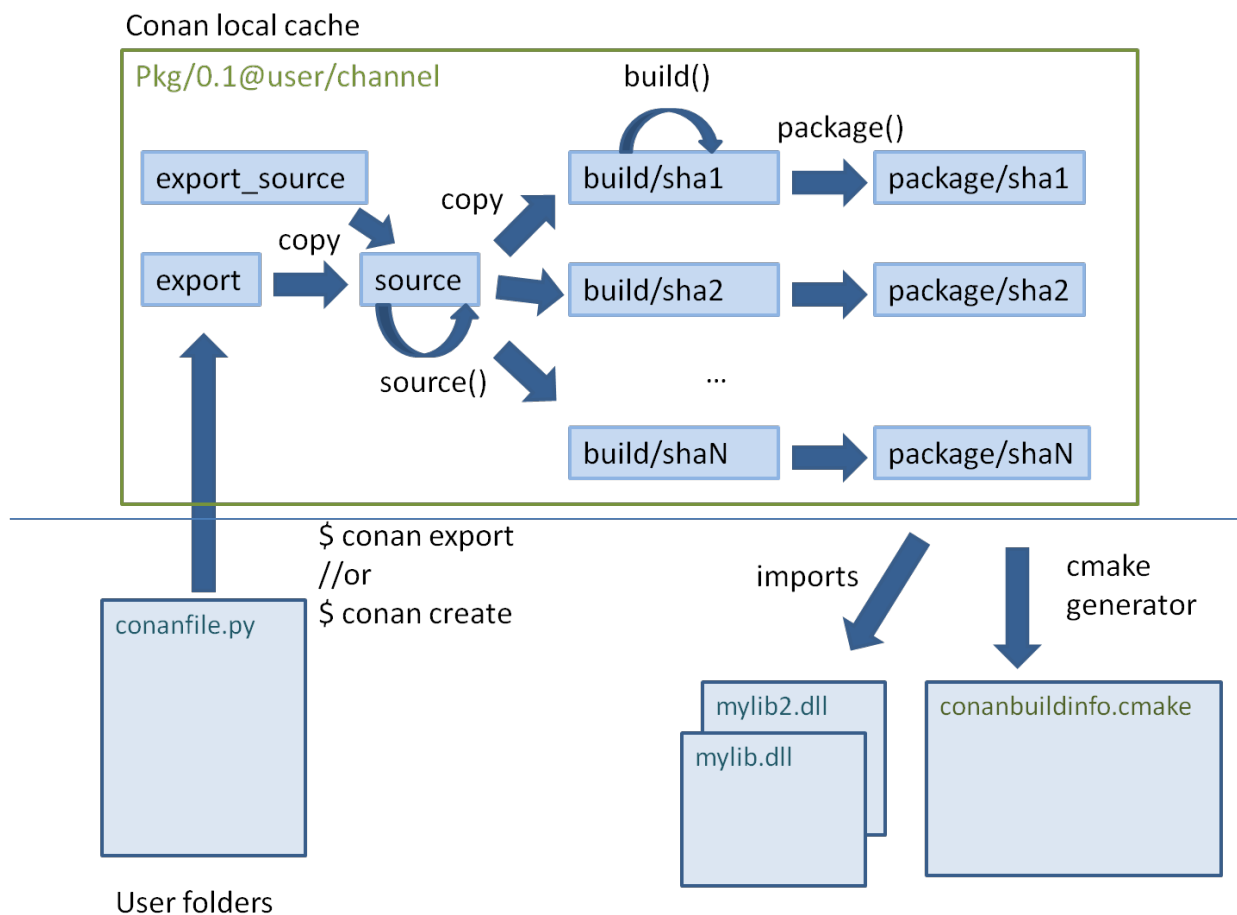 Conan local cache
Pkg/0.1@user/channel
build()
package()
export_source
build/sha1
package/sha1
copy
copy
export
source
build/sha2
package/sha2
source()
...
build/shaN
package/shaN
$ conan export
//or
$ conan create
imports
cmake
generator
conanfile.py
mylib2.dll
conanbuildinfo.cmake
mylib.dll
User folders